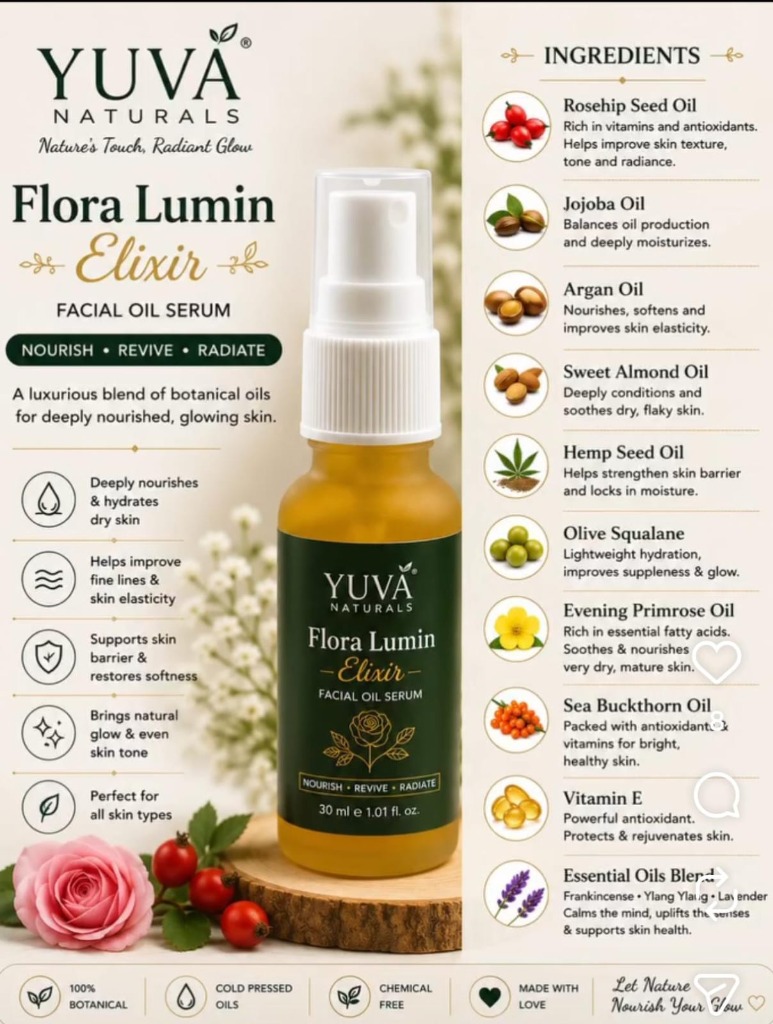 YUVA®
NATURALS
Nature's Touch, Radiant Glow
Flora Lumin
Elixir
FACIAL OIL SERUM
NOURISH • REVIVE • RADIATE
A luxurious blend of botanical oils
for deeply nourished, glowing skin.
Deeply nourishes
& hydrates
dry skin
Helps improve
fine lines &
skin elasticity
Supports skin
barrier &
restores softness
Brings natural
glow & even
skin tone
Perfect for
all skin types
YUVA®
NATURALS
Flora Lumin
Elixir
FACIAL OIL SERUM
NOURISH • REVIVE • RADIATE
30 ml e 1.01 fl. oz.
INGREDIENTS
Rosehip Seed Oil
Rich in vitamins and antioxidants.
Helps improve skin texture,
tone and radiance.
Jojoba Oil
Balances oil production
and deeply moisturizes.
Argan Oil
Nourishes, softens and
improves skin elasticity.
Sweet Almond Oil
Deeply conditions and
soothes dry, flaky skin.
Hemp Seed Oil
Helps strengthen skin barrier
and locks in moisture.
Olive Squalane
Lightweight hydration,
improves suppleness & glow.
Evening Primrose Oil
Rich in essential fatty acids.
Soothes & nourishes
very dry, mature skin.
Sea Buckthorn Oil
Packed with antioxidants &
vitamins for bright,
healthy skin.
8
Vitamin E
Powerful antioxidant.
Protects & rejuvenates skin.
Essential Oils Blend
Frankincense • Ylang Ylang • Lavender
Calms the mind, uplifts the senses
& supports skin health.
100%
BOTANICAL
COLD PRESSED
OILS
CHEMICAL
FREE
MADE WITH
LOVE
Let Nature
Nourish Your Glow